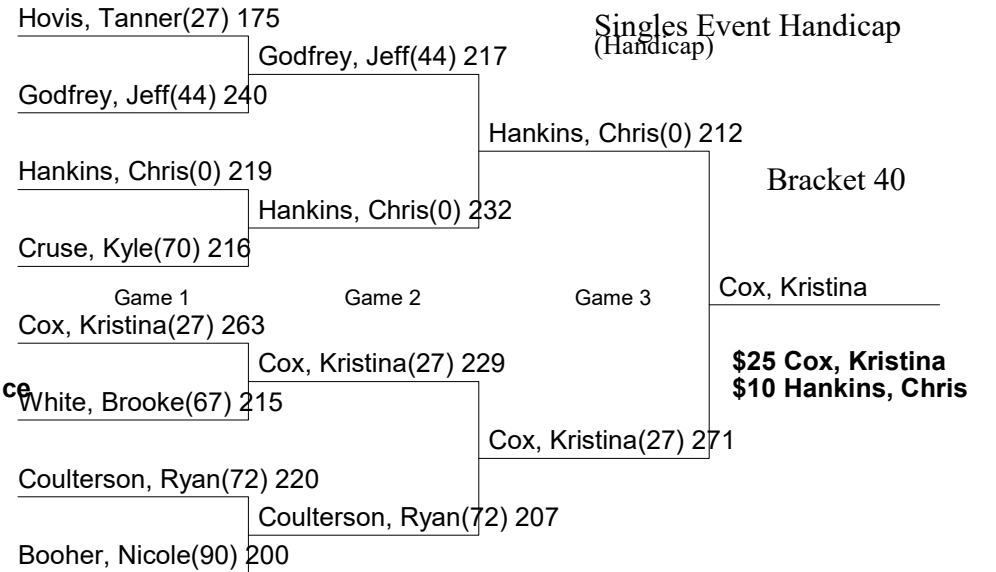 Hovis, Tanner(27) 175
Singles Event Handicap
(Handicap)
Godfrey, Jeff(44) 217
Godfrey, Jeff(44) 240
Hankins, Chris(0) 212
Hankins, Chris(0) 219
Bracket 40
Hankins, Chris(0) 232
Cruse, Kyle(70) 216
Game 1
Game 2
Game 3
Cox, Kristina
Cox, Kristina(27) 263
Cox, Kristina(27) 229
$25 Cox, Kristina
$10 Hankins, Chris
ce
White, Brooke(67) 215
Cox, Kristina(27) 271
Coulterson, Ryan(72) 220
Coulterson, Ryan(72) 207
Booher, Nicole(90) 200